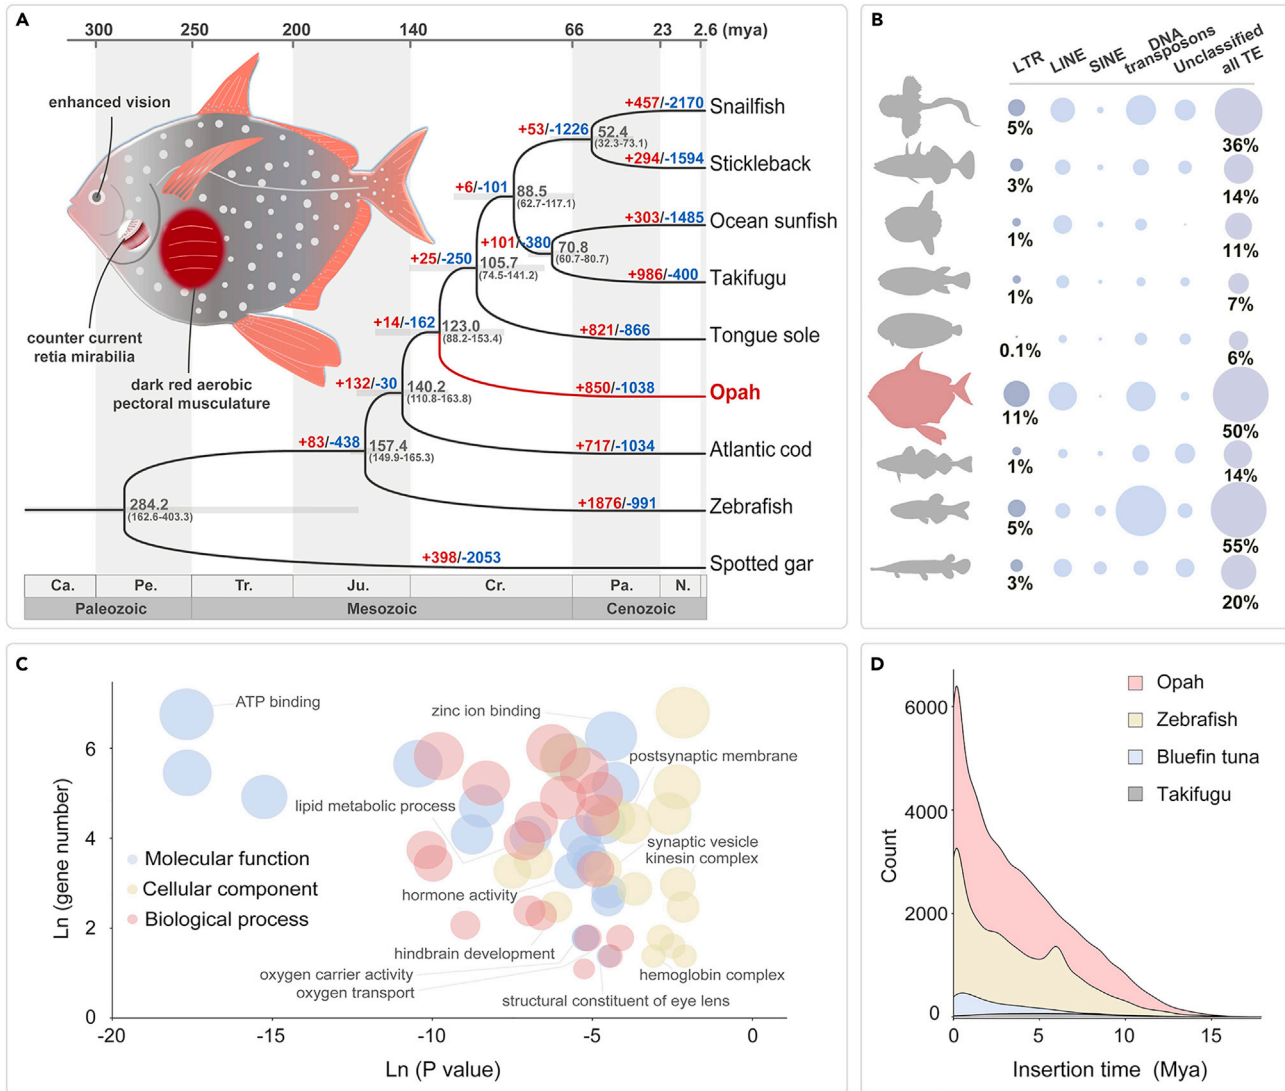 A
300 250 200 140 66 23 2.6 (mya)
enhanced vision
counter current
retia mirabilia
dark red aerobic
pectoral musculature
+457/-2170 Snailfish
+53/-1226 52.4
(32.3-73.1)
+294/-1594 Stickleback
+6/-101 88.5
(62.7-117.1)
+303/-1485 Ocean sunfish
+101/-380 70.8
(60.7-80.7)
+25/-250 105.7
(74.5-141.2)
+986/-400 Takifugu
+14/-162 123.0
(88.2-153.4)
+821/-866 Tongue sole
+132/-30 140.2
(110.8-163.8)
+850/-1038 Opah
+83/-438 157.4
(149.9-165.3)
+717/-1034 Atlantic cod
284.2
(162.6-403.3)
+1876/-991 Zebrafish
+398/-2053 Spotted gar
Ca. Pe. Tr. Ju. Cr. Pa. N.
Paleozoic Mesozoic Cenozoic
B
LTR LINE SINE DNA transposons Unclassified all TE
5% 36%
3% 14%
1% 11%
1% 7%
0.1% 6%
11% 50%
1% 14%
5% 55%
3% 20%
C
Ln (gene number)
6
4
2
0
-20 -15 -10 -5 0
Ln (P value)
ATP binding
zinc ion binding
postsynaptic membrane
lipid metabolic process
synaptic vesicle
kinesin complex
hormone activity
hindbrain development
oxygen carrier activity
oxygen transport
hemoglobin complex
structural constituent of eye lens
Molecular function
Cellular component
Biological process
D
Count
6000
4000
2000
0
0 5 10 15
Insertion time (Mya)
Opah
Zebrafish
Bluefin tuna
Takifugu